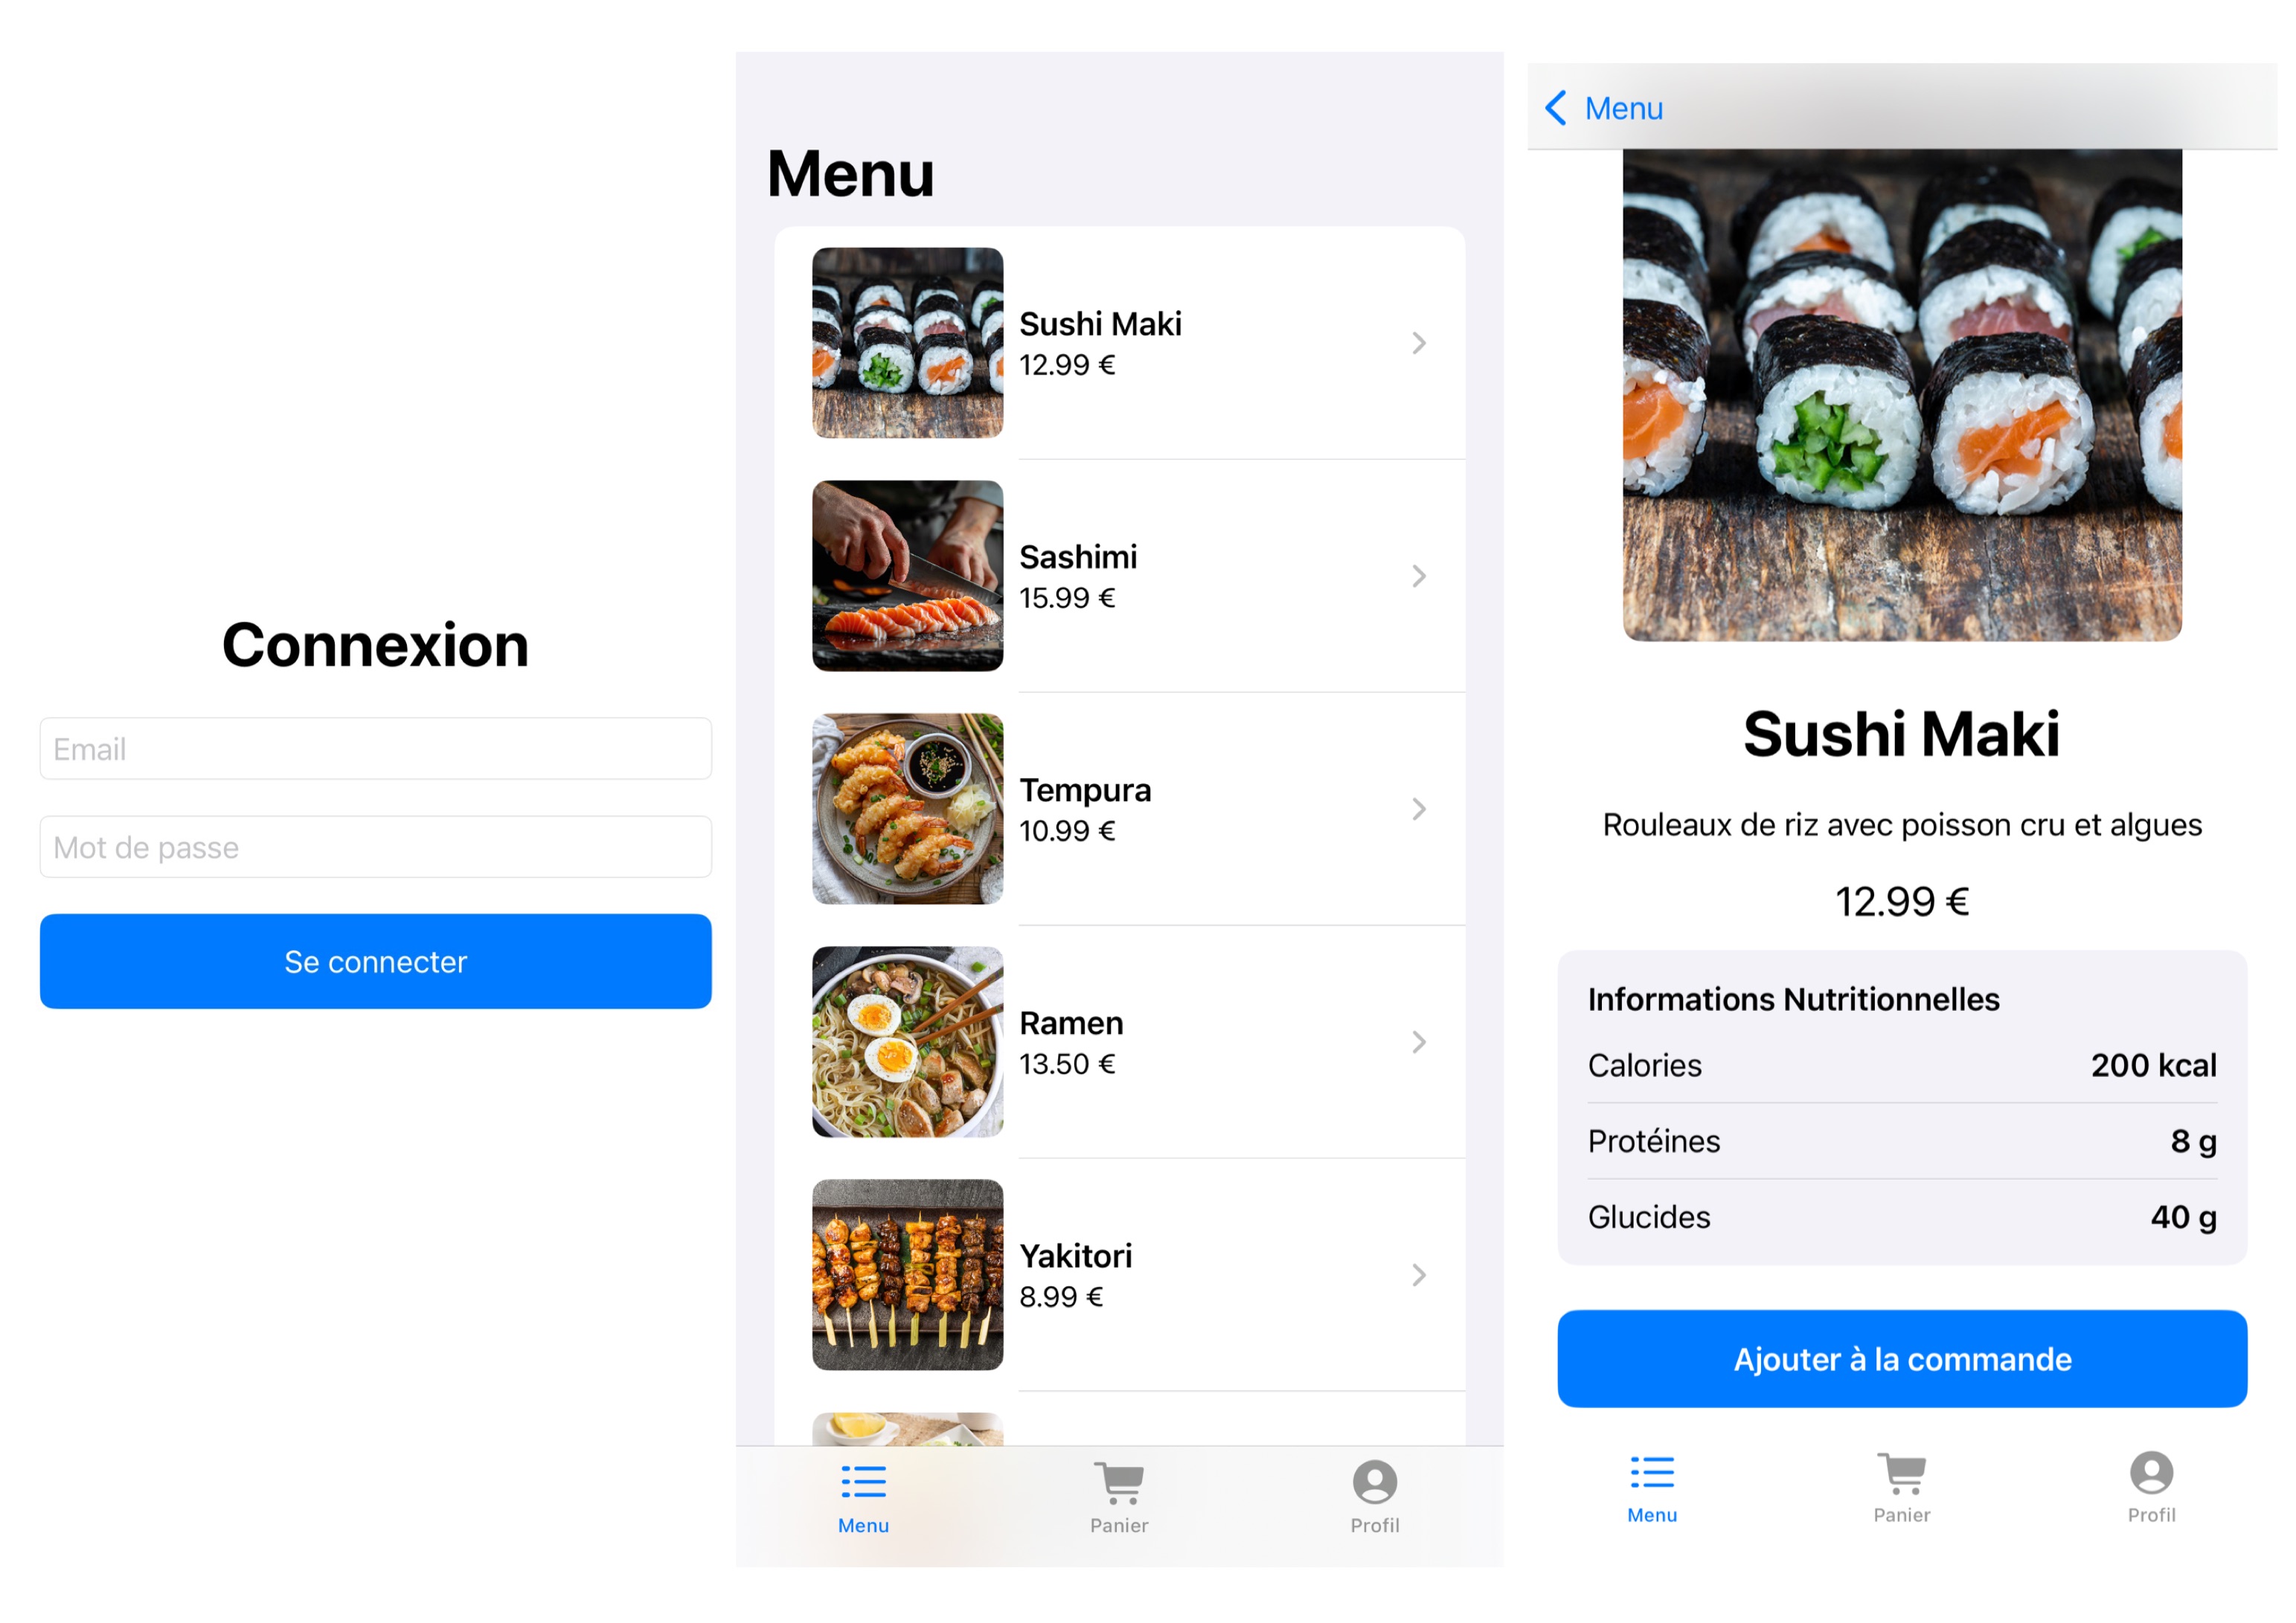 Connexion
Email
Mot de passe
Se connecter
Menu
Sushi Maki
12.99 €
Sashimi
15.99 €
Tempura
10.99 €
Ramen
13.50 €
Yakitori
8.99 €
Menu
Panier
Profil
Menu
Sushi Maki
Rouleaux de riz avec poisson cru et algues
12.99 €
Informations Nutritionnelles
Calories 200 kcal
Protéines 8 g
Glucides 40 g
Ajouter à la commande
Menu
Panier
Profil